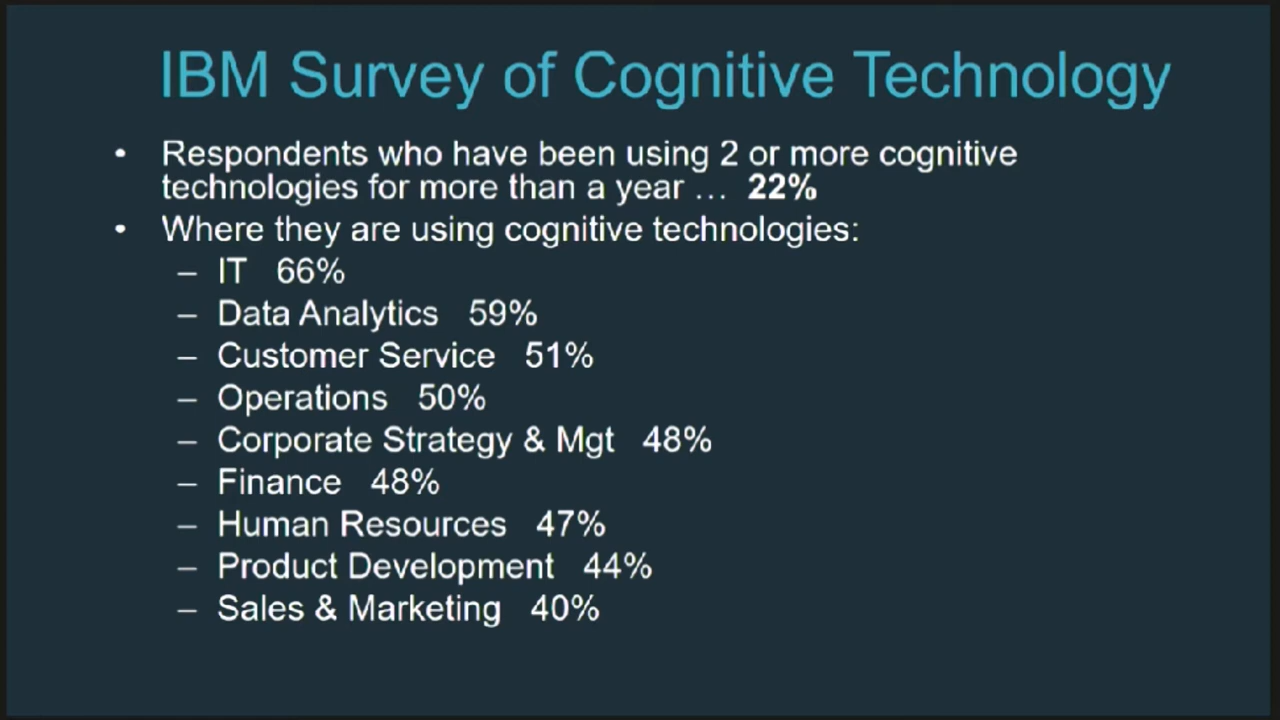 IBM Survey of Cognitive Technology
• Respondents who have been using 2 or more cognitive
technologies for more than a year … 22%
• Where they are using cognitive technologies:
– IT 66%
– Data Analytics 59%
– Customer Service 51%
– Operations 50%
– Corporate Strategy & Mgt 48%
– Finance 48%
– Human Resources 47%
– Product Development 44%
– Sales & Marketing 40%